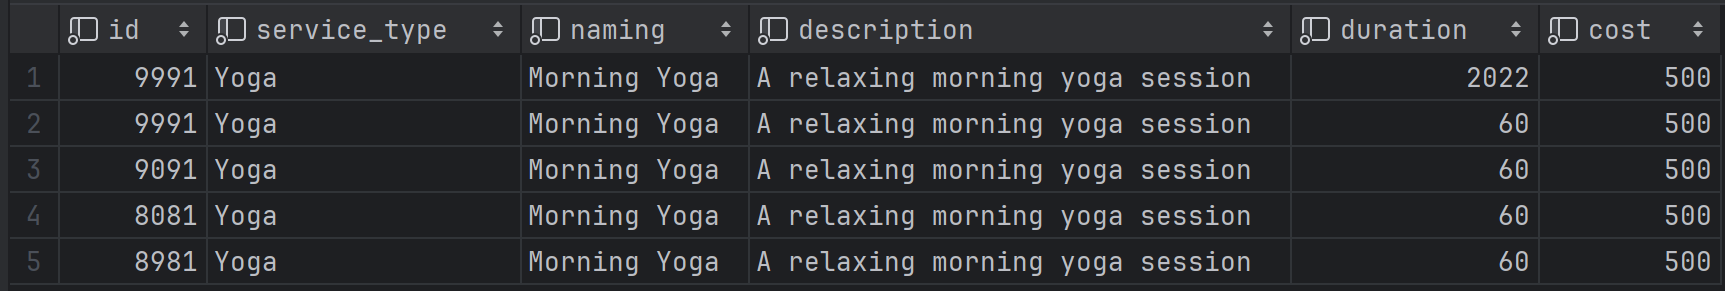 id service_type naming description duration cost
1 9991 Yoga Morning Yoga A relaxing morning yoga session 2022 500
2 9991 Yoga Morning Yoga A relaxing morning yoga session 60 500
3 9091 Yoga Morning Yoga A relaxing morning yoga session 60 500
4 8081 Yoga Morning Yoga A relaxing morning yoga session 60 500
5 8981 Yoga Morning Yoga A relaxing morning yoga session 60 500